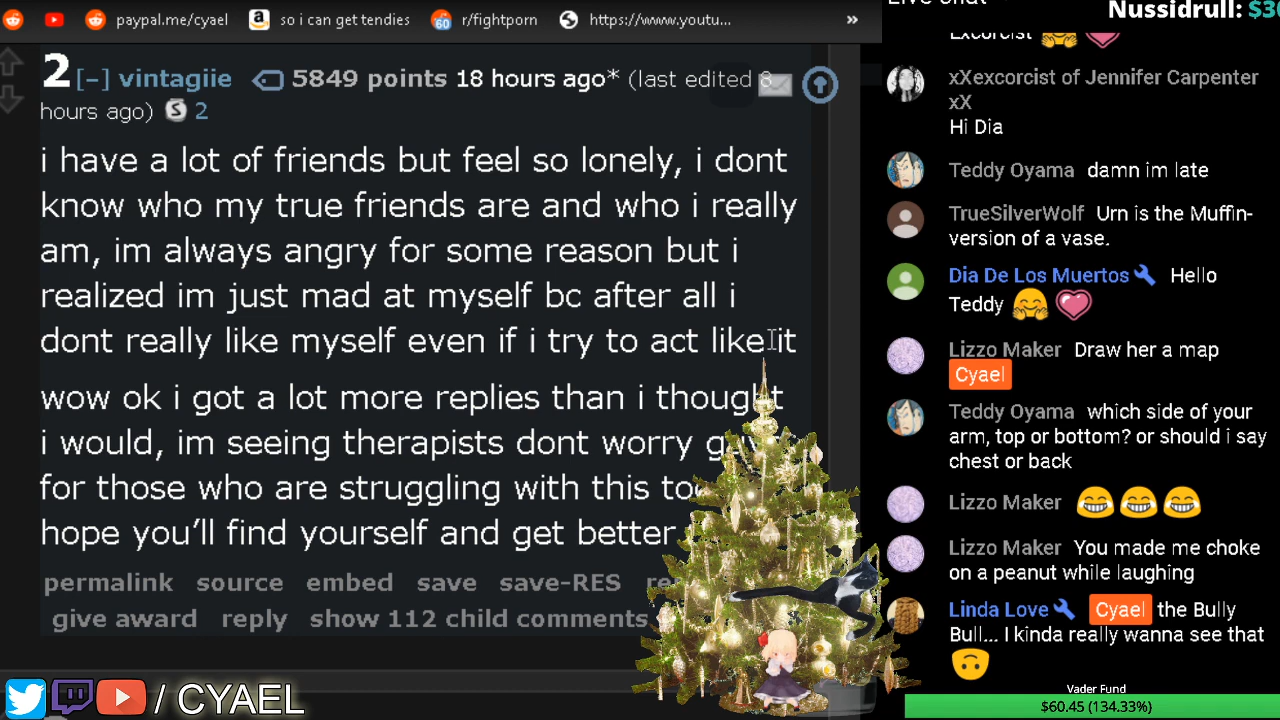 paypal.me/cyael so i can get tendies r/fightporn https://www.youtu... »
60
2 [–] vintagiie 5849 points 18 hours ago* (last edited 8
hours ago) S 2
i have a lot of friends but feel so lonely, i dont
know who my true friends are and who i really
am, im always angry for some reason but i
realized im just mad at myself bc after all i
dont really like myself even if i try to act like it
wow ok i got a lot more replies than i thought
i would, im seeing therapists dont worry
for those who are struggling with this
hope you'll find yourself and get better
permalink source embed save save-RES
give award reply show 112 child comments
/ CYAEL
Live chat
Nussidrull:
Excorcist
xXexcorcist of Jennifer Carpenter
xX
Hi Dia
Teddy Oyama damn im late
TrueSilverWolf Urn is the Muffin-
version of a vase.
Dia De Los Muertos Hello
Teddy 🤗 💗
Lizzo Maker Draw her a map
Cyael
Teddy Oyama which side of your
arm, top or bottom? or should i say
chest or back
Lizzo Maker 😂 😂 😂
Lizzo Maker You made me choke
on a peanut while laughing
Linda Love Cyael the Bully
Bull... I kinda really wanna see that
🙃
Vader Fund
$60.45 (134.33%)